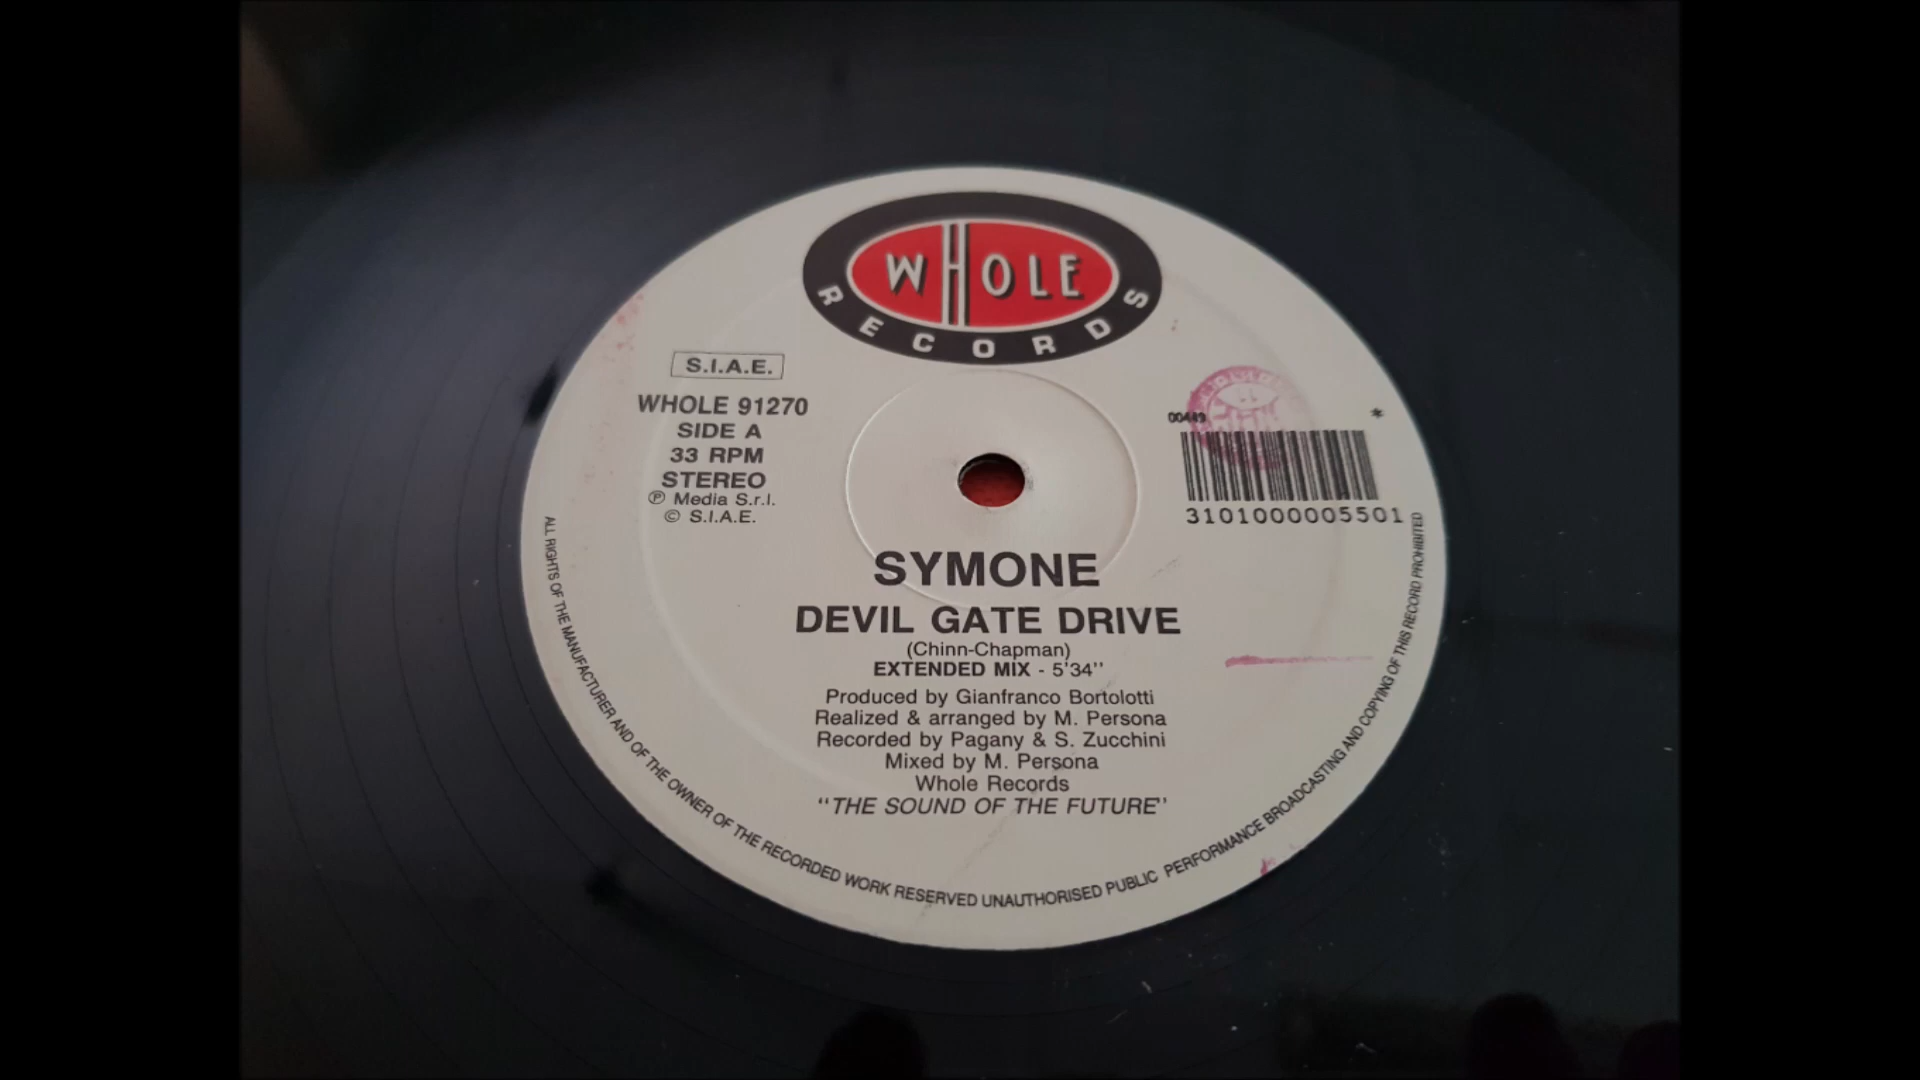 WHOLE
RECORDS
S.I.A.E.
WHOLE 91270
SIDE A
33 RPM
STEREO
℗ Media S.r.l.
© S.I.A.E.
00449
*
3101000005501
SYMONE
DEVIL GATE DRIVE
(Chinn-Chapman)
EXTENDED MIX - 5'34''
Produced by Gianfranco Bortolotti
Realized & arranged by M. Persona
Recorded by Pagany & S. Zucchini
Mixed by M. Persona
Whole Records
"THE SOUND OF THE FUTURE"
ALL RIGHTS OF THE MANUFACTURER AND OF THE OWNER OF THE RECORDED WORK RESERVED UNAUTHORISED PUBLIC PERFORMANCE BROADCASTING AND COPYING OF THIS RECORD PROHIBITED